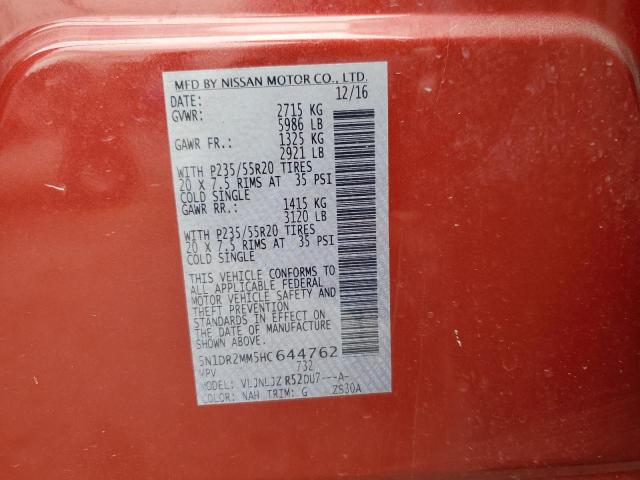 MFD BY NISSAN MOTOR CO., LTD.
DATE: 12/16
GVWR: 2715 KG
5986 LB
GAWR FR.: 1325 KG
2921 LB
WITH P235/55R20 TIRES
20 X 7.5 RIMS AT 35 PSI
COLD SINGLE
GAWR RR.: 1415 KG
3120 LB
WITH P235/55R20 TIRES
20 X 7.5 RIMS AT 35 PSI
COLD SINGLE
THIS VEHICLE CONFORMS TO
ALL APPLICABLE FEDERAL
MOTOR VEHICLE SAFETY AND
THEFT PREVENTION
STANDARDS IN EFFECT ON
THE DATE OF MANUFACTURE
SHOWN ABOVE.
5N1DR2MM5HC644762
MPV 732
MODEL: VLJNLJZ R52DU7---A-
COLOR: NAH TRIM: G ZS30A